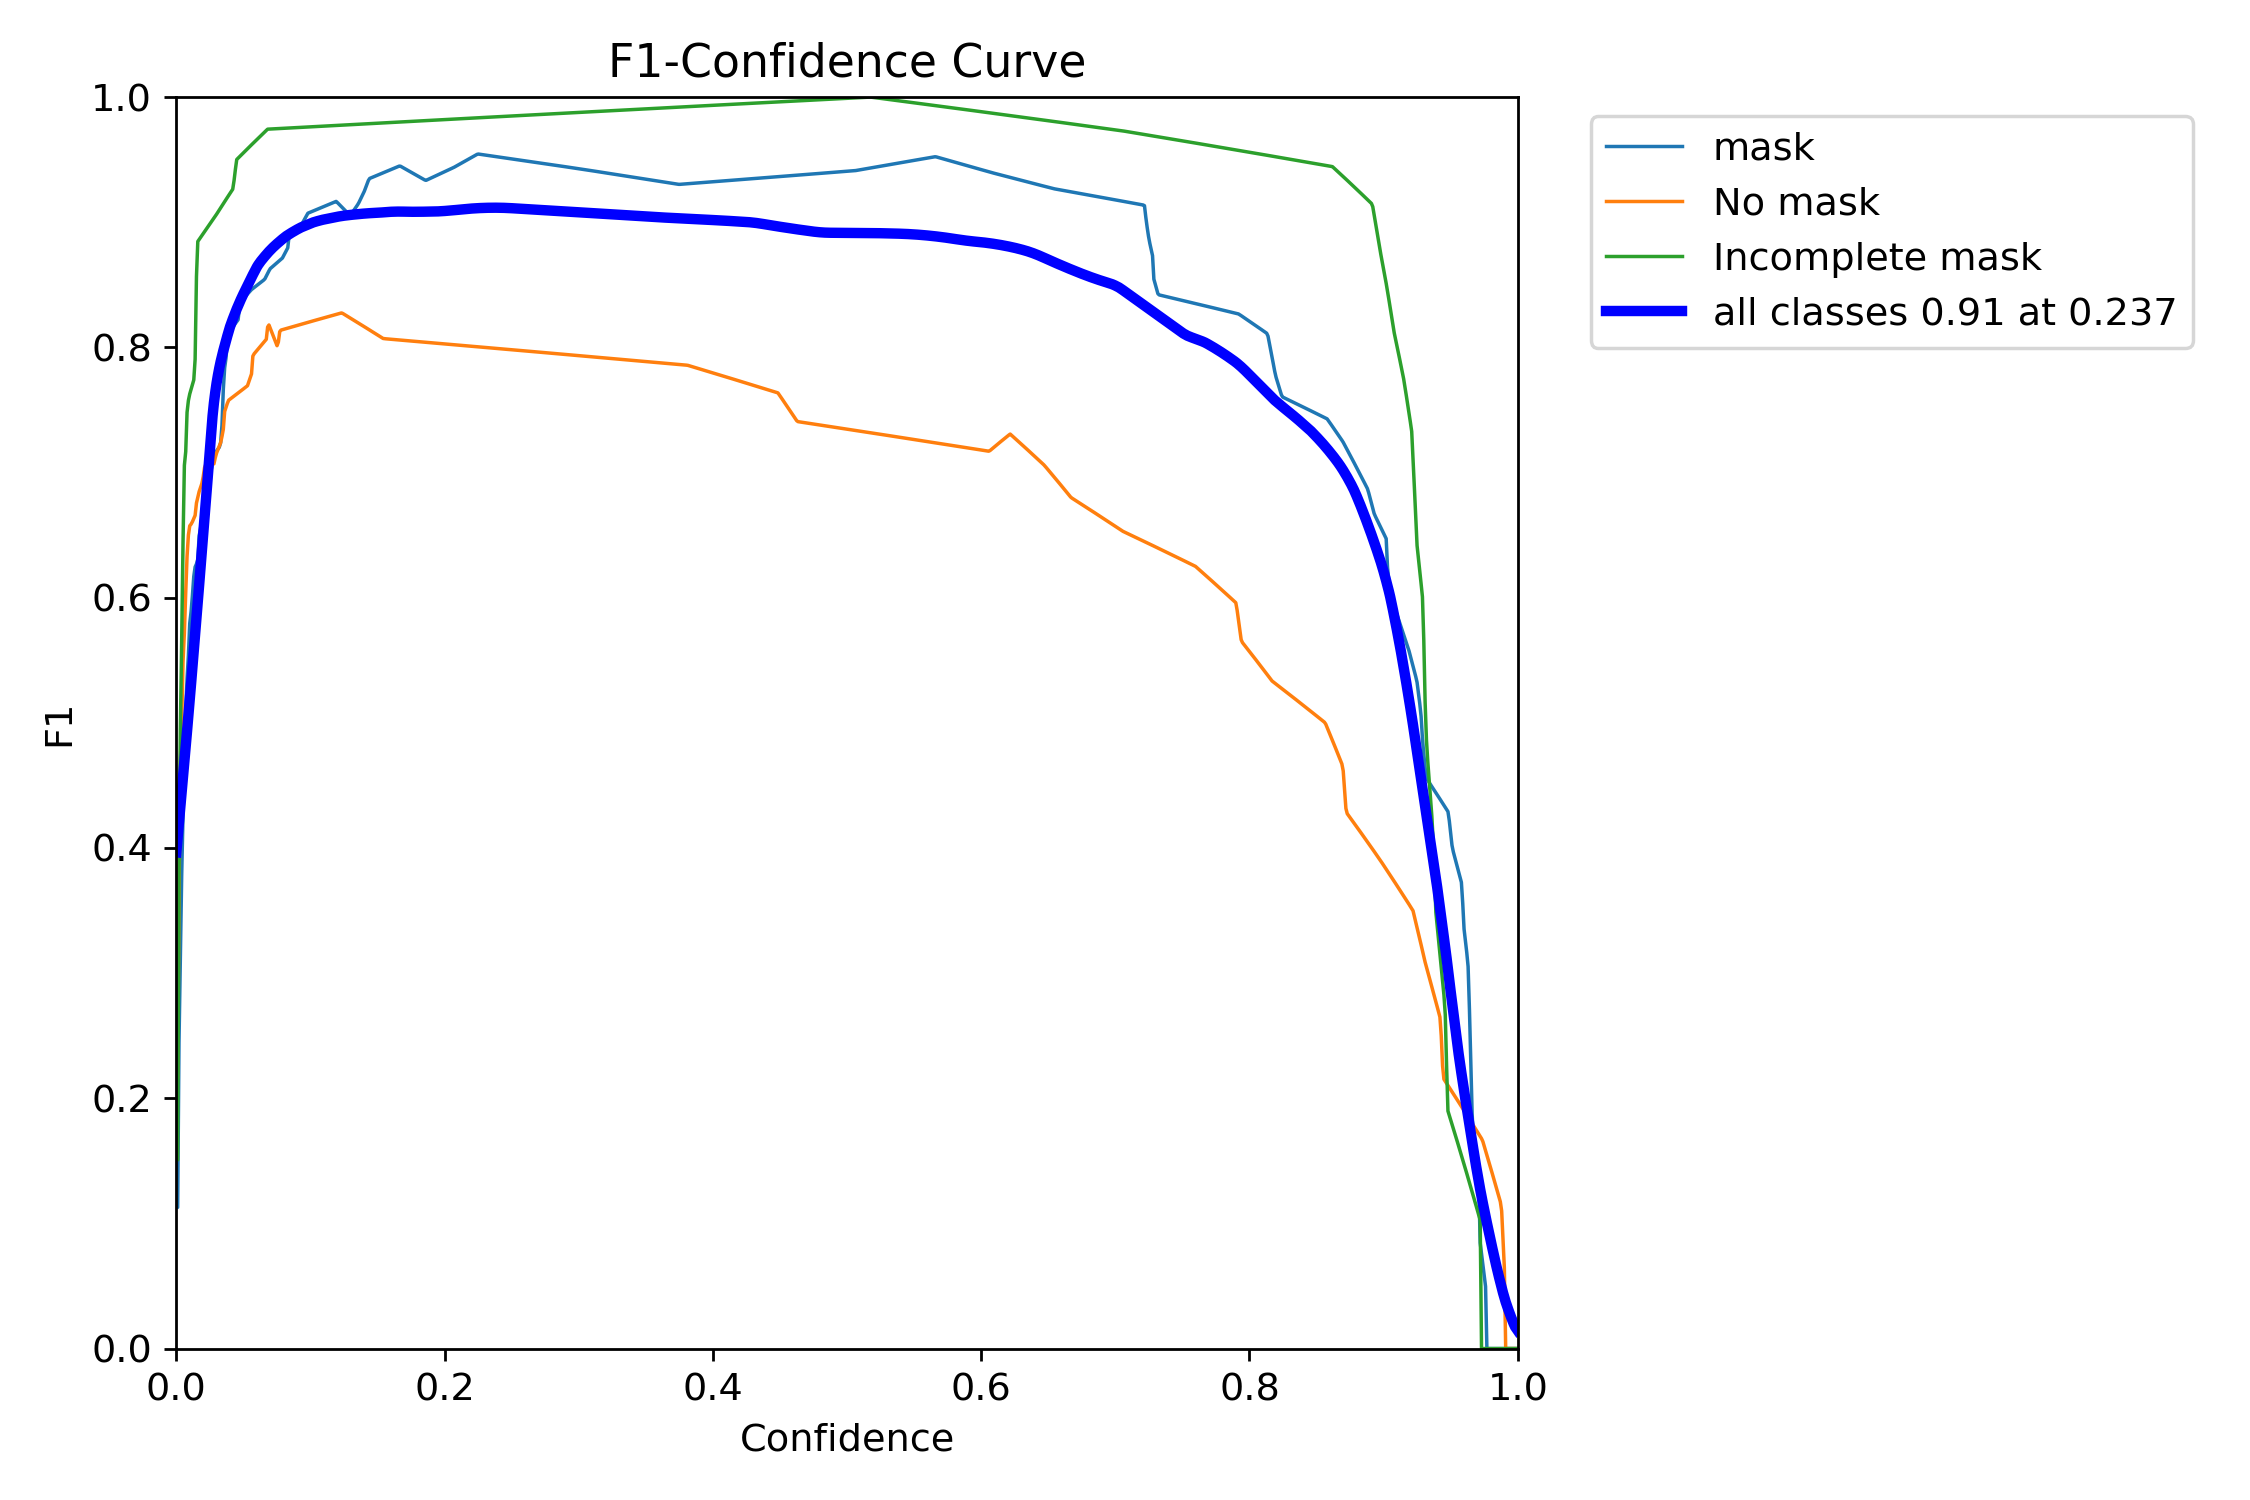 F1-Confidence Curve
1.0
0.8
0.6
0.4
0.2
0.0
F1
0.0 0.2 0.4 0.6 0.8 1.0
Confidence
mask
No mask
Incomplete mask
all classes 0.91 at 0.237